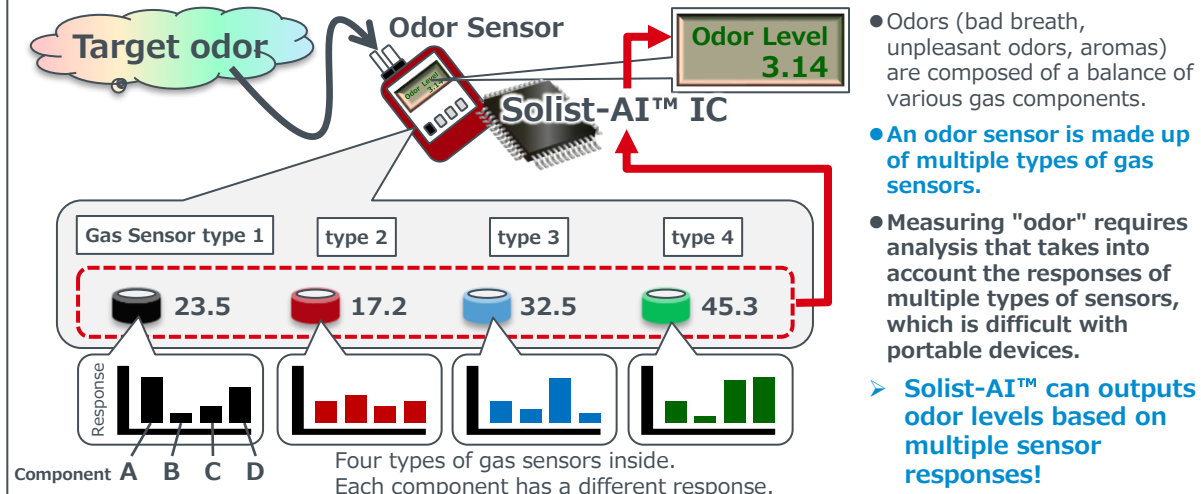 Target odor
Odor Sensor
Odor Level
3.14
Odor Level
3.14
Solist-AI™ IC
Gas Sensor type 1
type 2
type 3
type 4
23.5
17.2
32.5
45.3
Response
Component A B C D
Four types of gas sensors inside.
Each component has a different response.
●Odors (bad breath,
unpleasant odors, aromas)
are composed of a balance of
various gas components.
●An odor sensor is made up
of multiple types of gas
sensors.
●Measuring "odor" requires
analysis that takes into
account the responses of
multiple types of sensors,
which is difficult with
portable devices.
➢ Solist-AI™ can outputs
odor levels based on
multiple sensor
responses!